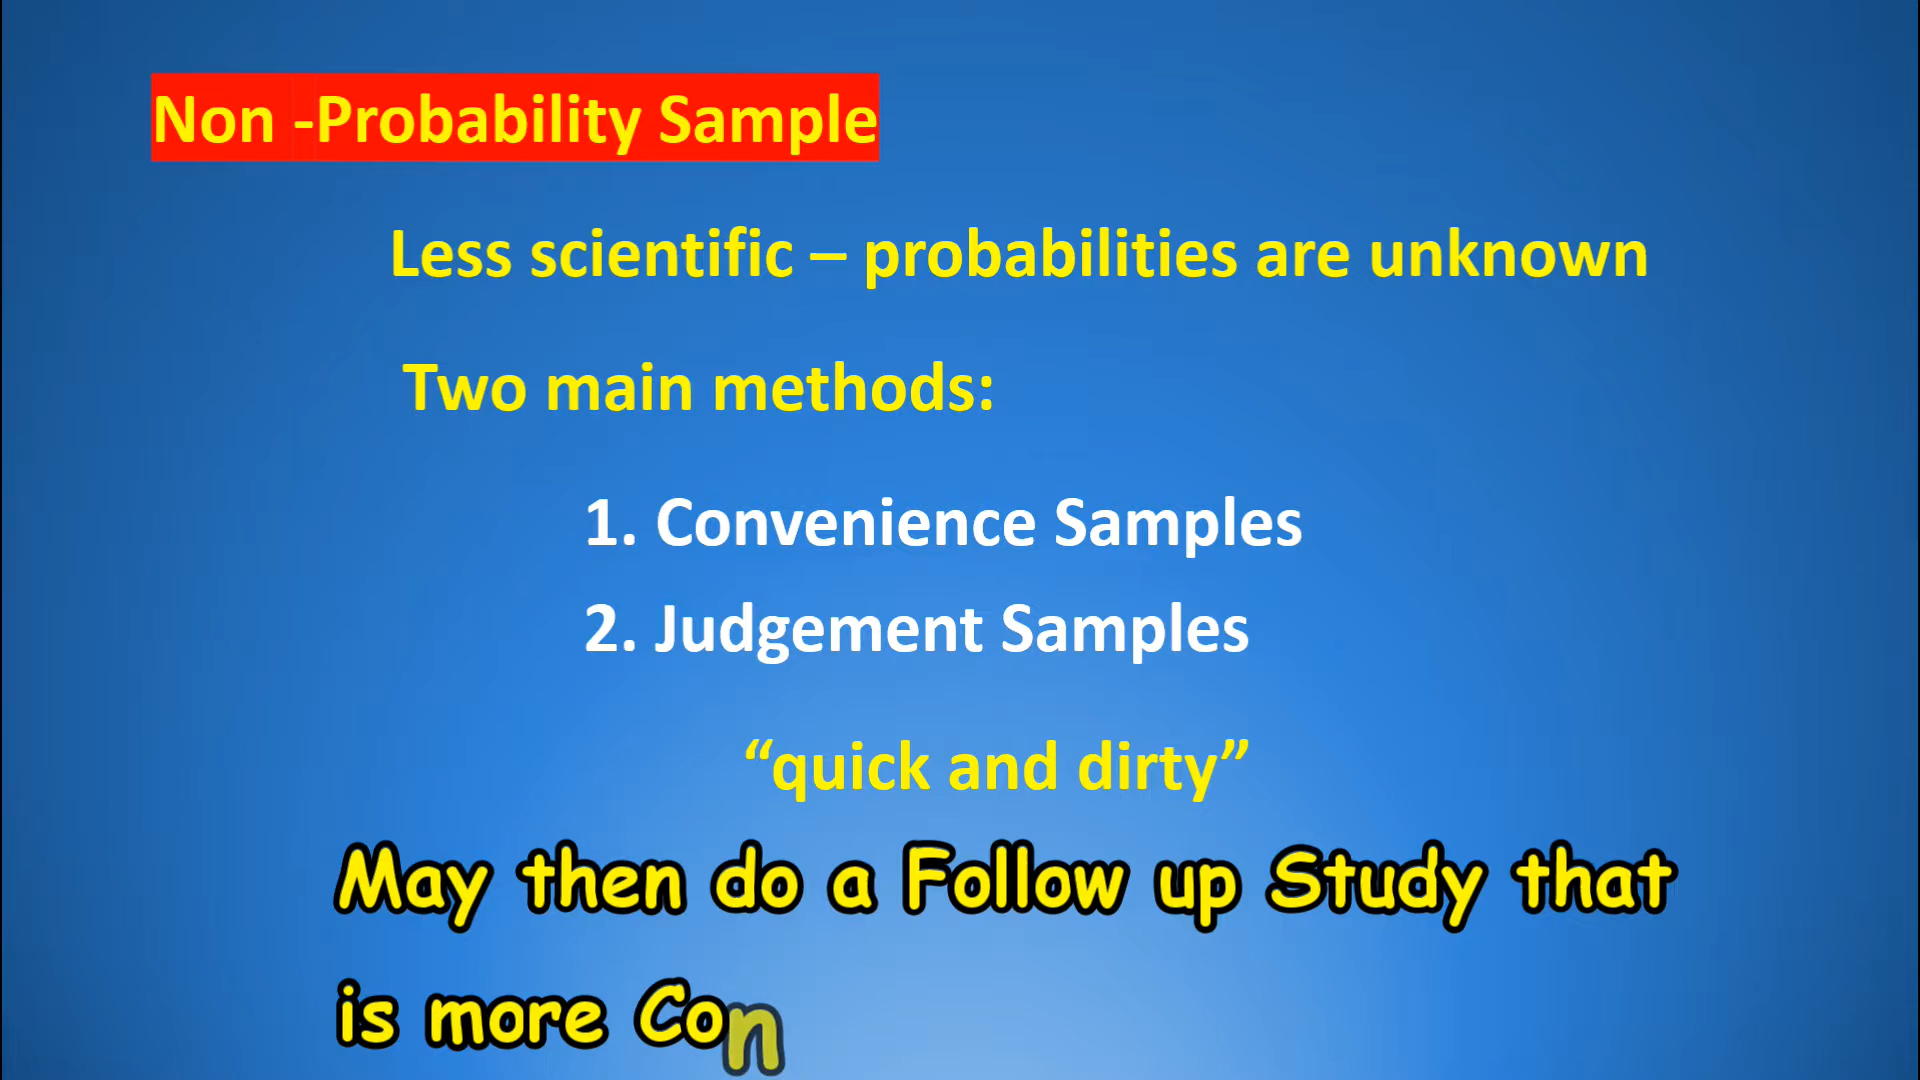 Non -Probability Sample
Less scientific – probabilities are unknown
Two main methods:
1. Convenience Samples
2. Judgement Samples
“quick and dirty”
May then do a Follow up Study that
is more Con